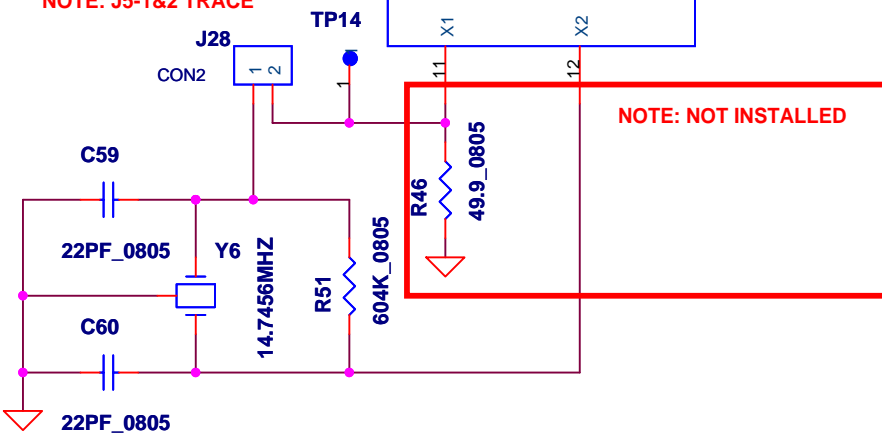 NOTE: J5-1&2 TRACE
TP14
X1
X2
J28
CON2
1
2
1
11
12
NOTE: NOT INSTALLED
C59
R46
49.9_0805
22PF_0805
Y6
14.7456MHZ
R51
604K_0805
C60
22PF_0805